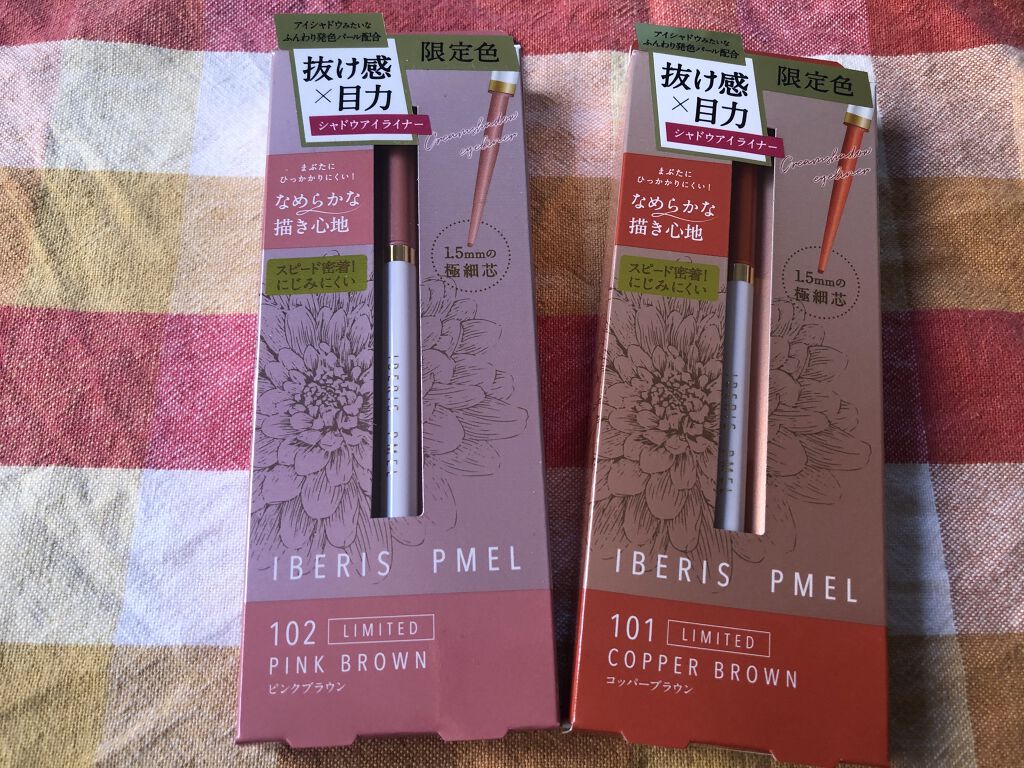 アイシャドウみたいな
ふんわり発色パール配合
限定色
抜け感
×目力
シャドウアイライナー
Creamshadow
eyeliner
まぶたに
ひっかかりにくい!
なめらかな
描き心地
1.5mmの
極細芯
スピード密着!
にじみにくい
IBERIS PMEL
IBERIS PMEL
102 LIMITED
PINK BROWN
ピンクブラウン
アイシャドウみたいな
ふんわり発色パール配合
限定色
抜け感
×目力
シャドウアイライナー
Creamshadow
eyeliner
まぶたに
ひっかかりにくい!
なめらかな
描き心地
1.5mmの
極細芯
スピード密着!
にじみにくい
IBERIS PMEL
IBERIS PMEL
101 LIMITED
COPPER BROWN
コッパーブラウン